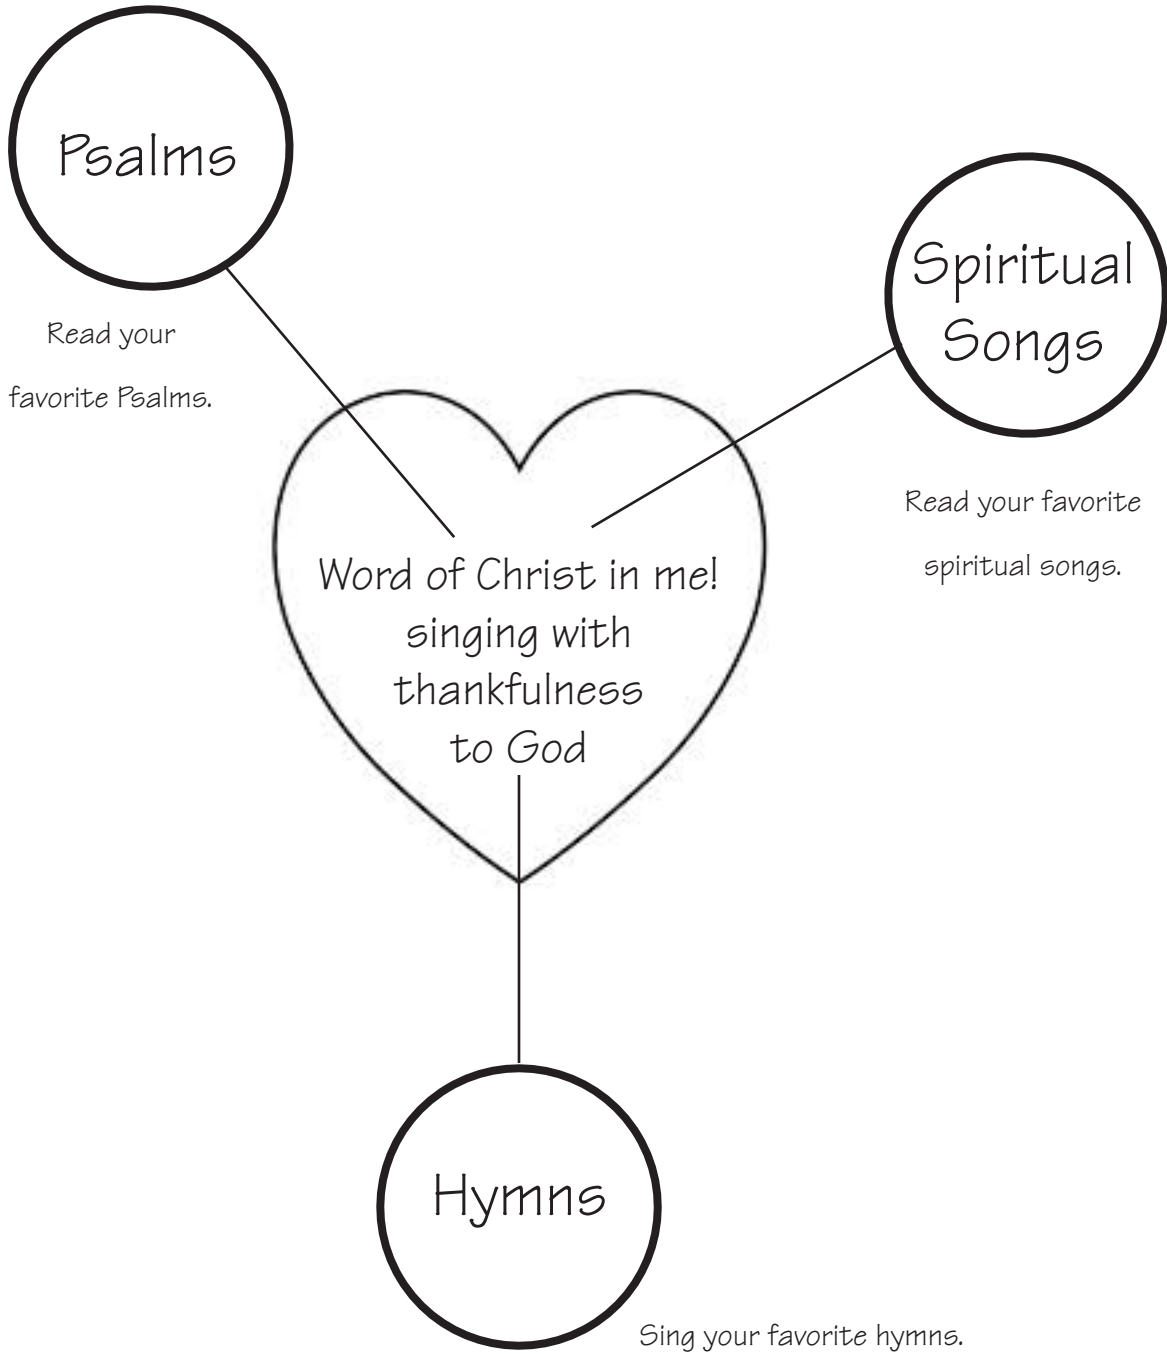 Psalms
Read your
favorite Psalms.
Spiritual
Songs
Read your favorite
spiritual songs.
Word of Christ in me!
singing with
thankfulness
to God
Hymns
Sing your favorite hymns.